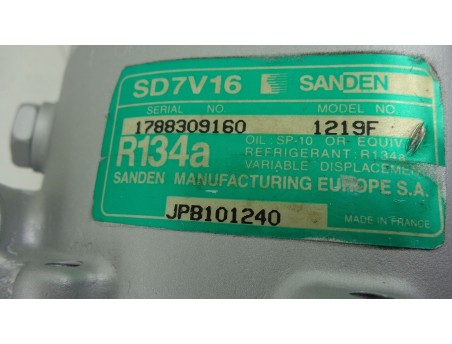 SD7V16 SANDEN
SERIAL NO MODEL NO.
1788309160 1219F
R134a OIL: SP-10 OR EQUIV
REFRIGERANT: R134a
VARIABLE DISPLACEMENT
SANDEN MANUFACTURING EUROPE S.A.
JPB101240 MADE IN FRANCE